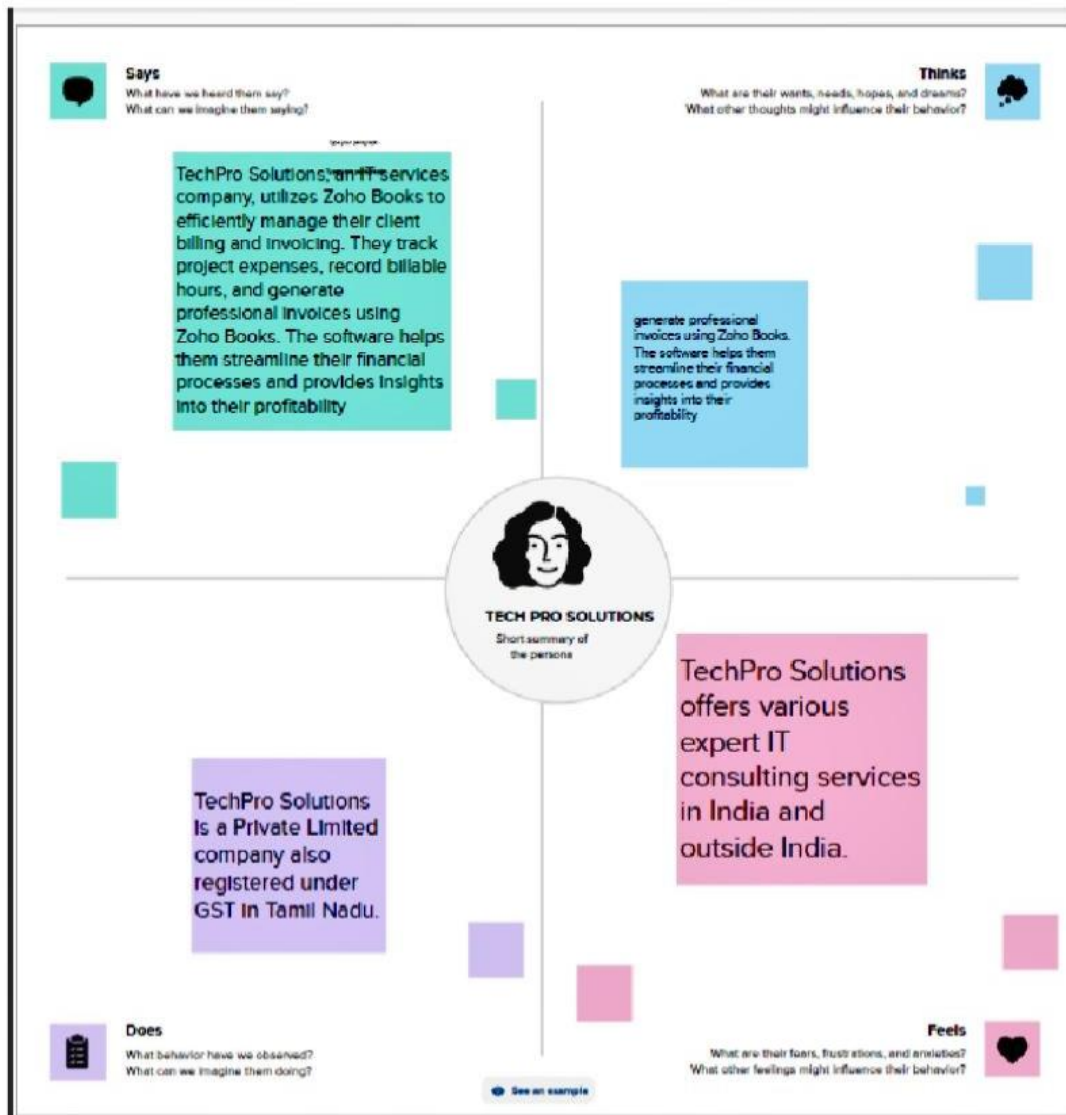 Says
What have we heard them say?
What can we imagine them saying?
Thinks
What are their wants, needs, hopes, and dreams?
What other thoughts might influence their behavior?
TechPro Solutions, an IT services
company, utilizes Zoho Books to
efficiently manage their client
billing and invoicing. They track
project expenses, record billable
hours, and generate
professional invoices using
Zoho Books. The software helps
them streamline their financial
processes and provides insights
into their profitability
generate professional
invoices using Zoho Books.
The software helps them
streamline their financial
processes and provides
insights into their
profitability
TECH PRO SOLUTIONS
Short summary of
the persona
TechPro Solutions
is a Private Limited
company also
registered under
GST in Tamil Nadu.
TechPro Solutions
offers various
expert IT
consulting services
in India and
outside India.
Does
What behavior have we observed?
What can we imagine them doing?
Feels
What are their fears, frustrations, and anxieties?
What other feelings might influence their behavior?
See an example